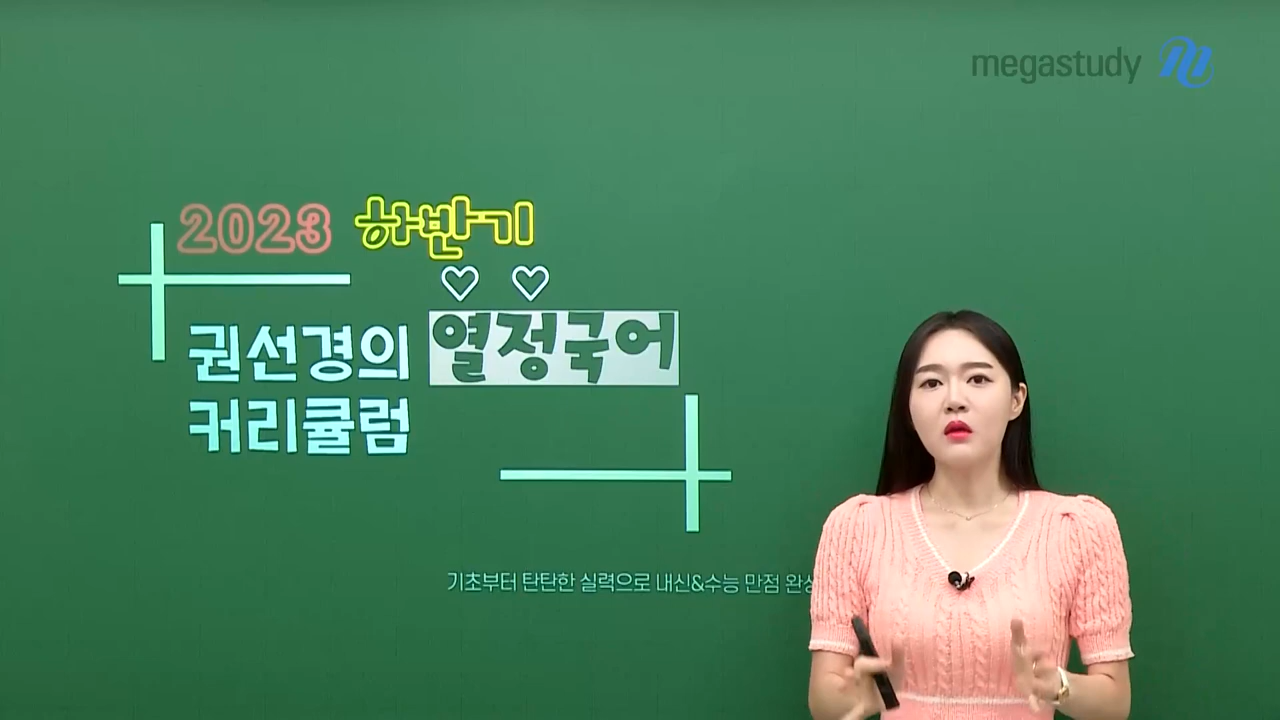 megastudy
2023 하반기
권선경의 열정국어
커리큘럼
기초부터 탄탄한 실력으로 내신&수능 만점 완성